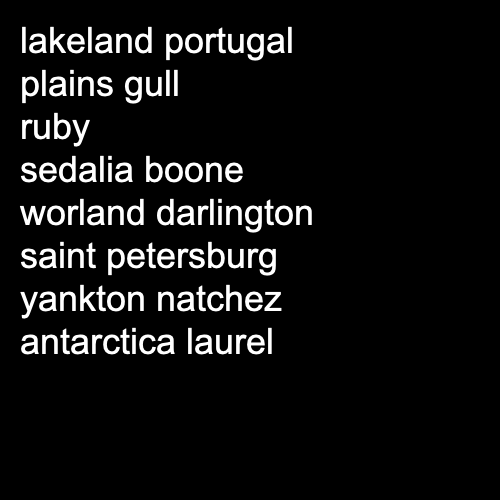 lakeland portugal
plains gull
ruby
sedalia boone
worland darlington
saint petersburg
yankton natchez
antarctica laurel